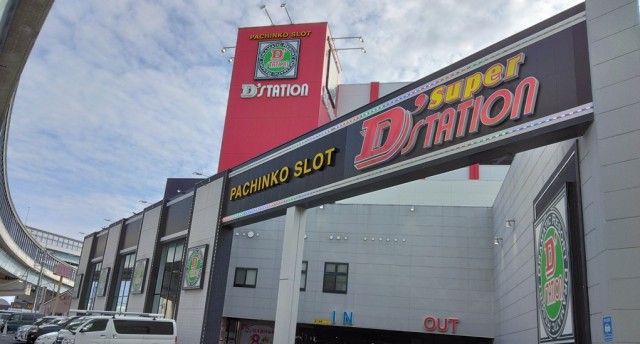 PACHINKO SLOT
D'STATION
PACHINKO SLOT
Super
D'STATION
IN
OUT
D
STATION